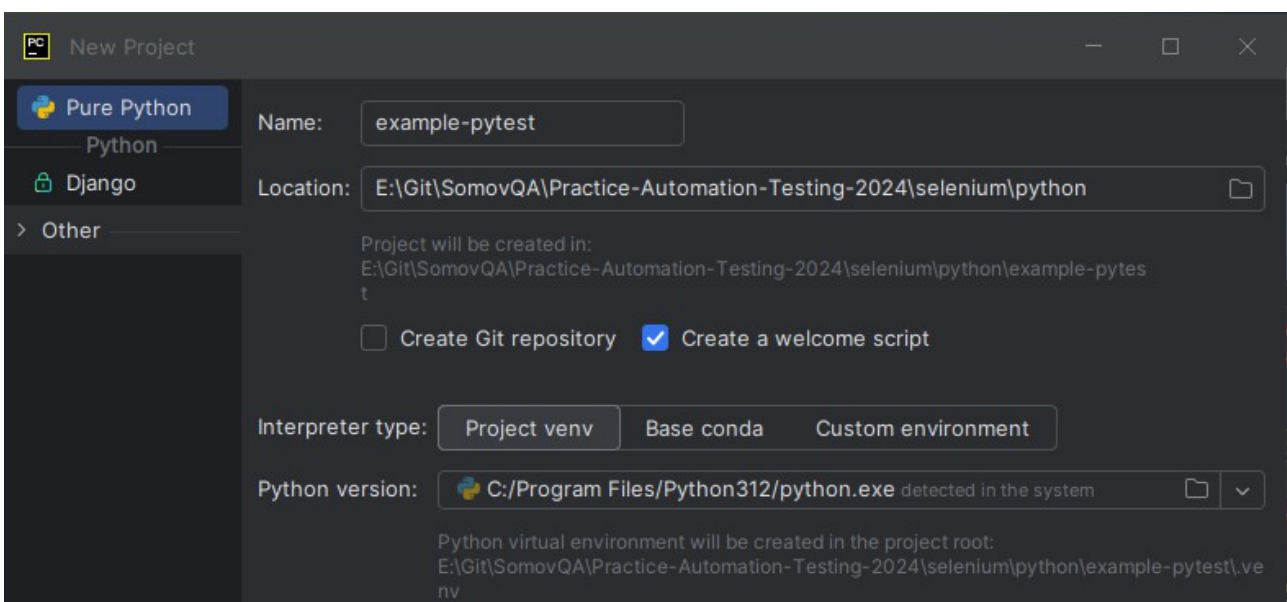 PC
New Project
Pure Python
Python
Django
Other
Name: example-pytest
Location: E:\Git\SomovQA\Practice-Automation-Testing-2024\selenium\python
Project will be created in:
E:\Git\SomovQA\Practice-Automation-Testing-2024\selenium\python\example-pytes
t
Create Git repository Create a welcome script
Interpreter type: Project venv Base conda Custom environment
Python version: C:/Program Files/Python312/python.exe detected in the system
Python virtual environment will be created in the project root:
E:\Git\SomovQA\Practice-Automation-Testing-2024\selenium\python\example-pytest\.ve
nv